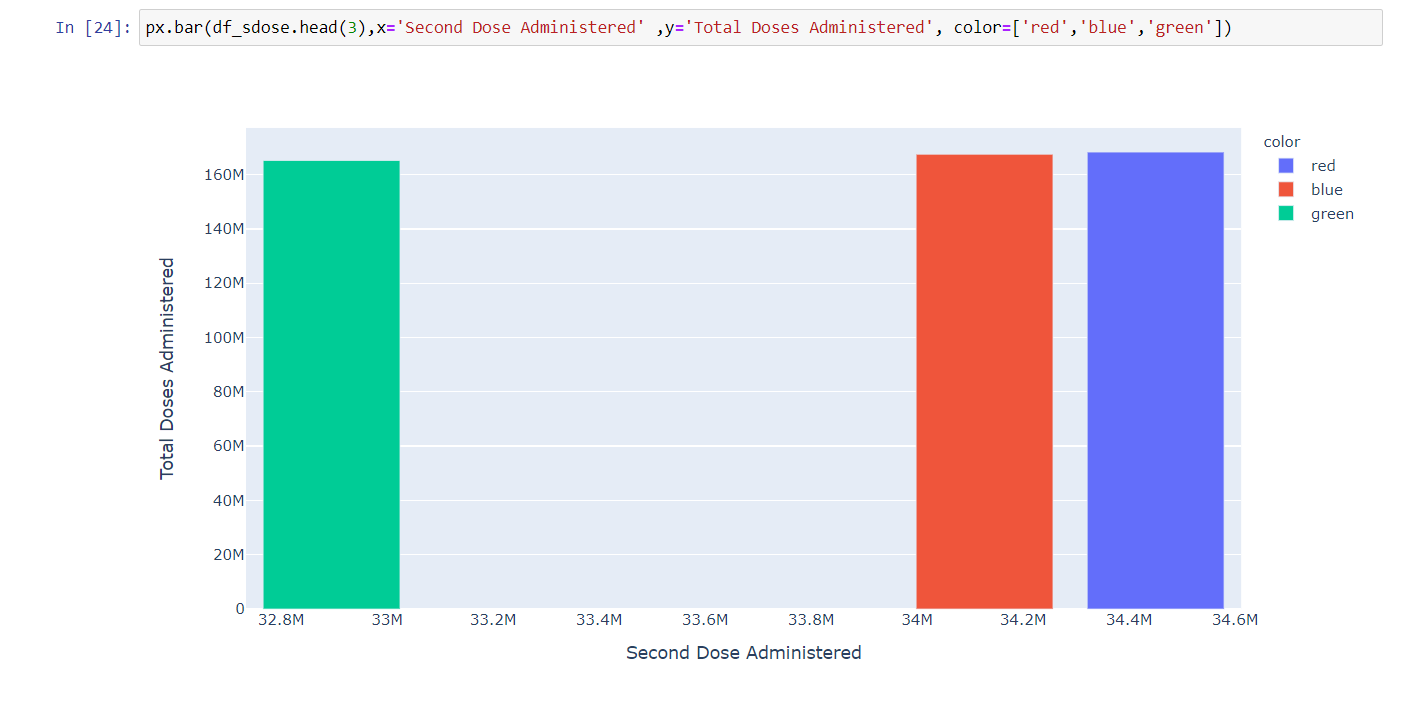 In [24]: px.bar(df_sdose.head(3),x='Second Dose Administered' ,y='Total Doses Administered', color=['red','blue','green'])
color
red
blue
green
160M
140M
120M
100M
80M
60M
40M
20M
0
Total Doses Administered
32.8M 33M 33.2M 33.4M 33.6M 33.8M 34M 34.2M 34.4M 34.6M
Second Dose Administered